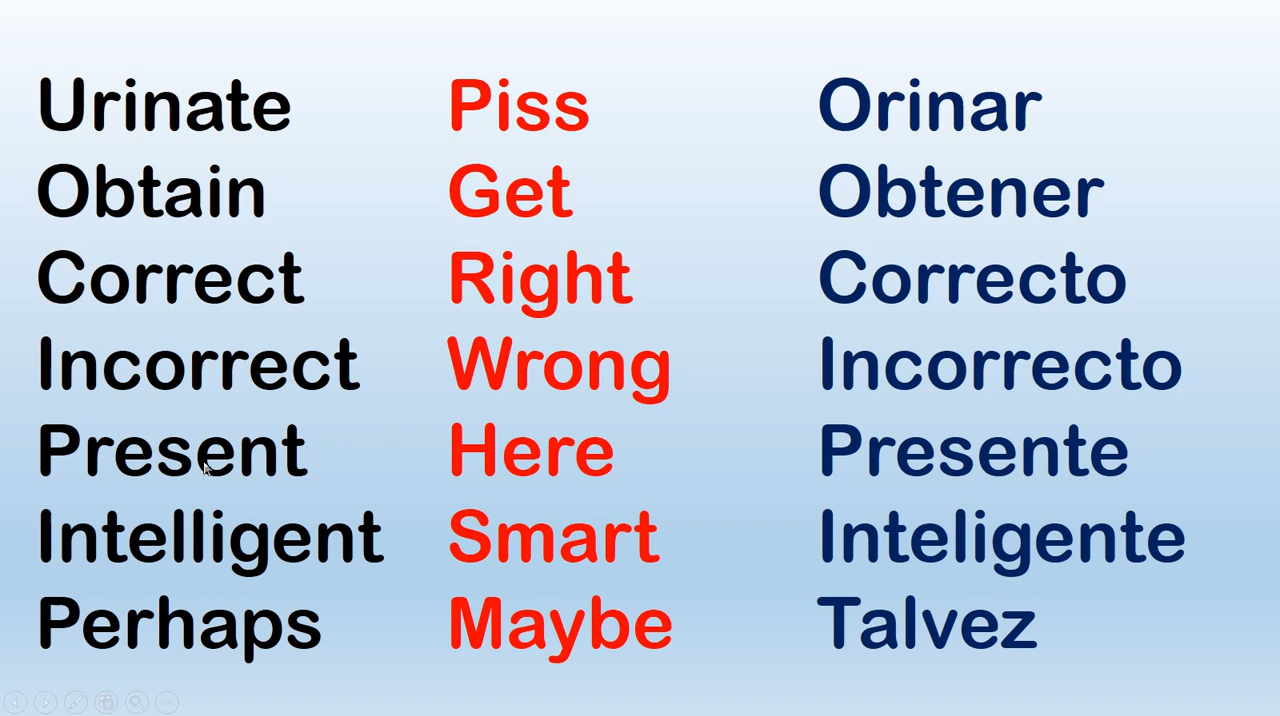 Urinate Piss Orinar
Obtain Get Obtener
Correct Right Correcto
Incorrect Wrong Incorrecto
Present Here Presente
Intelligent Smart Inteligente
Perhaps Maybe Talvez